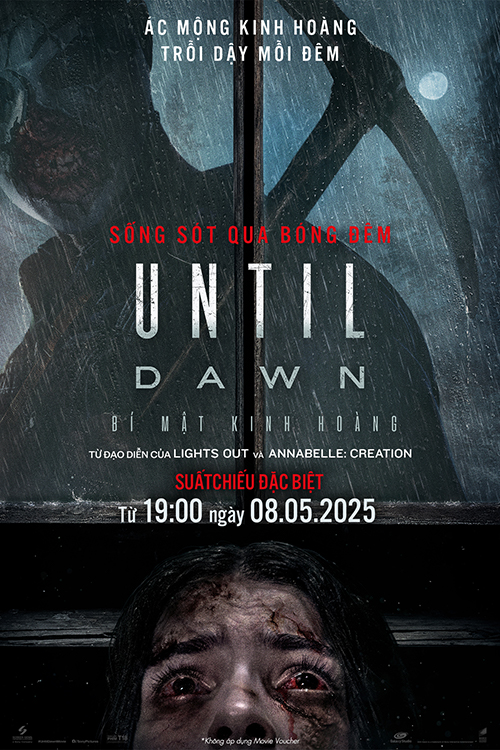 ÁC MỘNG KINH HOÀNG
TRỖI DẬY MỖI ĐÊM
SỐNG SÓT QUA BÓNG ĐÊM
UNTIL
DAWN
BÍ MẬT KINH HOÀNG
TỪ ĐẠO DIỄN CỦA LIGHTS OUT VÀ ANNABELLE: CREATION
SUẤTCHIẾU ĐẶC BIỆT
Từ 19:00 ngày 08.05.2025
*Không áp dụng Movie Voucher
T18